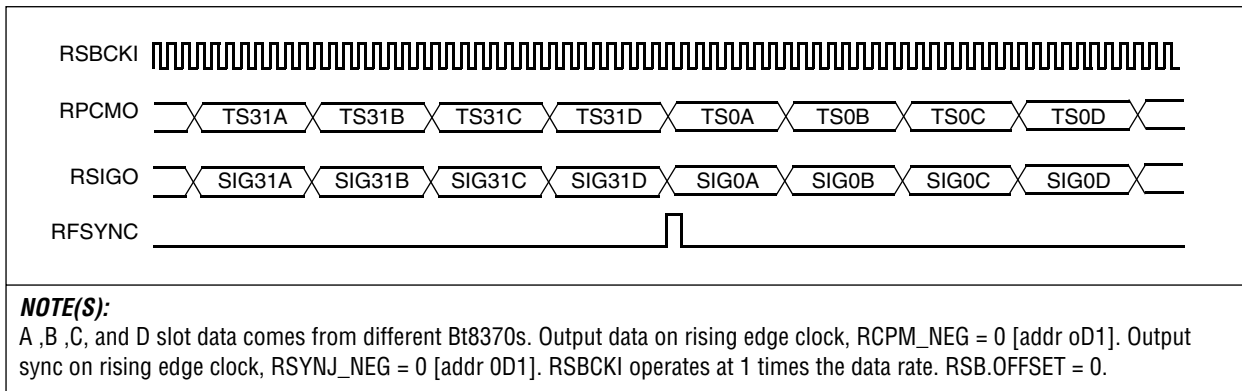 RSBCKI
RPCMO TS31A TS31B TS31C TS31D TS0A TS0B TS0C TS0D
RSIGO SIG31A SIG31B SIG31C SIG31D SIG0A SIG0B SIG0C SIG0D
RFSYNC
NOTE(S):
A ,B ,C, and D slot data comes from different Bt8370s. Output data on rising edge clock, RCPM_NEG = 0 [addr oD1]. Output
sync on rising edge clock, RSYNJ_NEG = 0 [addr 0D1]. RSBCKI operates at 1 times the data rate. RSB.OFFSET = 0.